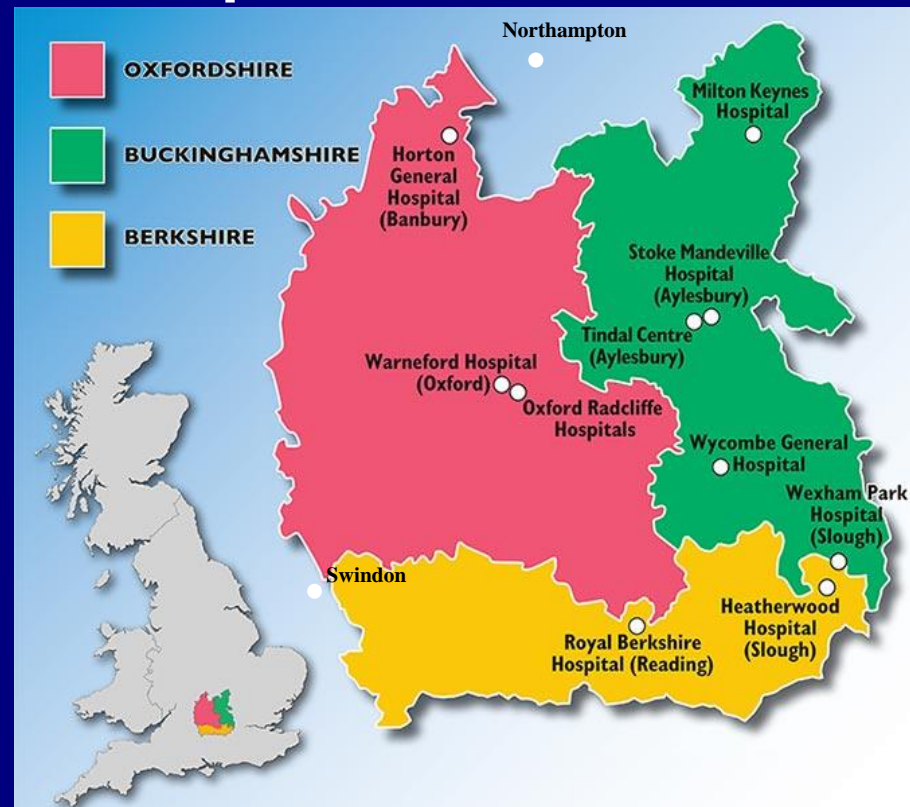 OXFORDSHIRE
BUCKINGHAMSHIRE
BERKSHIRE
Northampton
Milton Keynes
Hospital
Horton
General
Hospital
(Banbury)
Stoke Mandeville
Hospital
(Aylesbury)
Tindal Centre
(Aylesbury)
Warneford Hospital
(Oxford)
Oxford Radcliffe
Hospitals
Wycombe General
Hospital
Wexham Park
Hospital
(Slough)
Swindon
Heatherwood
Hospital
(Slough)
Royal Berkshire
Hospital (Reading)